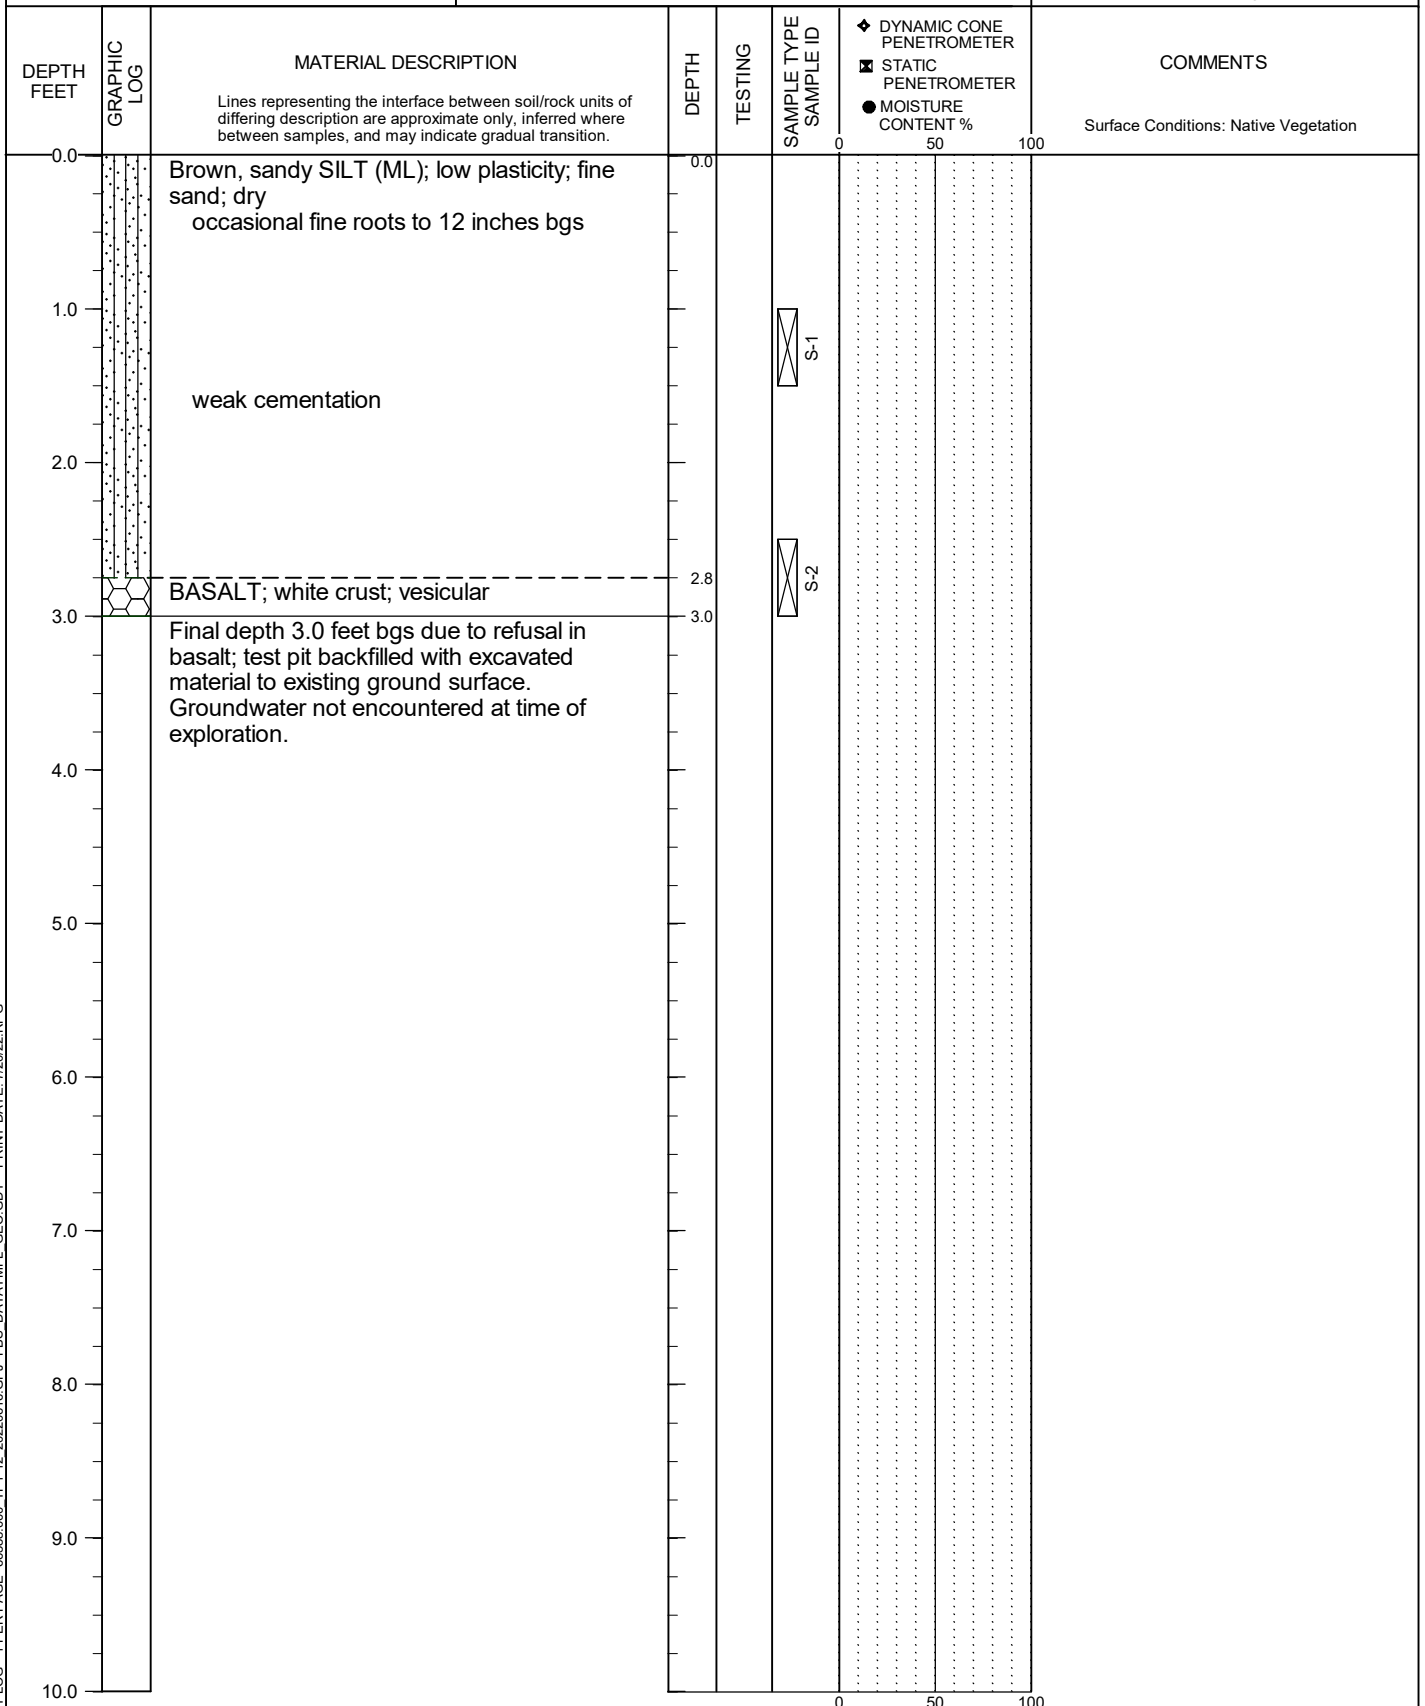 DEPTH
FEET
GRAPHIC
LOG
MATERIAL DESCRIPTION
Lines representing the interface between soil/rock units of
differing description are approximate only, inferred where
between samples, and may indicate gradual transition.
DEPTH
TESTING
SAMPLE TYPE
SAMPLE ID
DYNAMIC CONE
PENETROMETER
STATIC
PENETROMETER
MOISTURE
CONTENT %
0 50 100
COMMENTS
Surface Conditions: Native Vegetation
0.0
Brown, sandy SILT (ML); low plasticity; fine
sand; dry
occasional fine roots to 12 inches bgs
0.0
1.0
S-1
weak cementation
2.0
S-2
2.8
BASALT; white crust; vesicular
3.0
3.0
Final depth 3.0 feet bgs due to refusal in
basalt; test pit backfilled with excavated
material to existing ground surface.
Groundwater not encountered at time of
exploration.
4.0
5.0
6.0
7.0
8.0
9.0
10.0
0 50 100